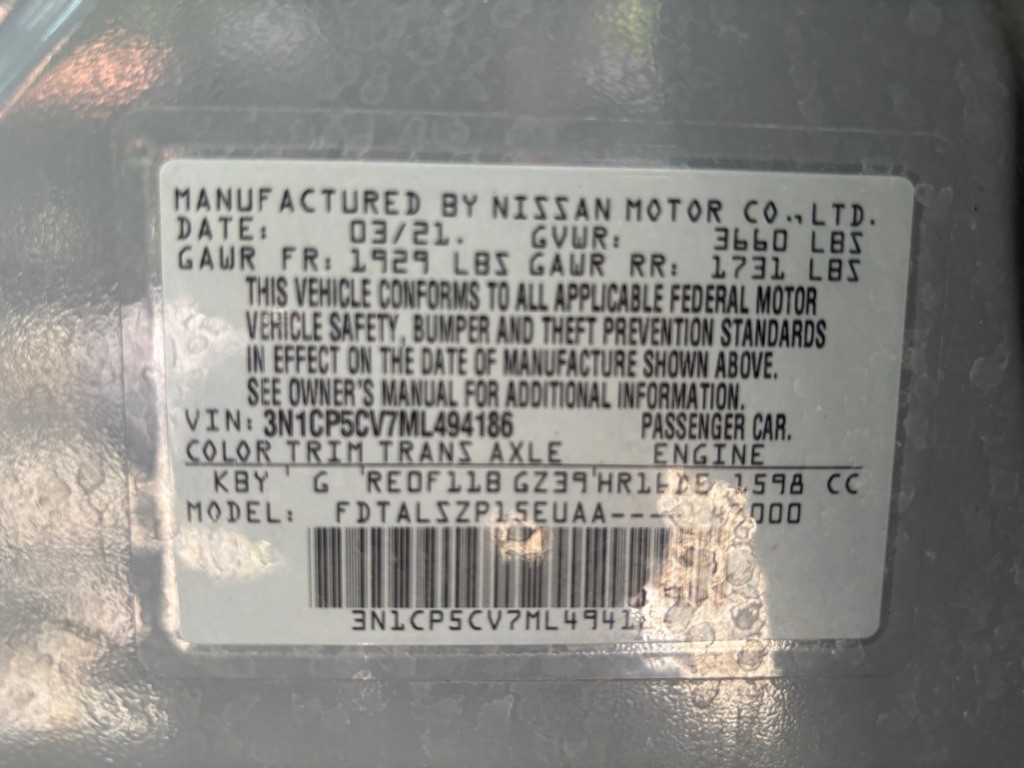 MANUFACTURED BY NISSAN MOTOR CO., LTD.
DATE: 03/21. GVWR: 3660 LBS
GAWR FR: 1929 LBS GAWR RR: 1731 LBS
THIS VEHICLE CONFORMS TO ALL APPLICABLE FEDERAL MOTOR
VEHICLE SAFETY, BUMPER AND THEFT PREVENTION STANDARDS
IN EFFECT ON THE DATE OF MANUFACTURE SHOWN ABOVE.
SEE OWNER'S MANUAL FOR ADDITIONAL INFORMATION.
VIN: 3N1CP5CV7ML494186 PASSENGER CAR.
COLOR TRIM TRANS AXLE ENGINE
KBY G RE0F11B GZ39 HR16DE 1598 CC
MODEL: FDTALSZP15EUAA----
3N1CP5CV7ML4941